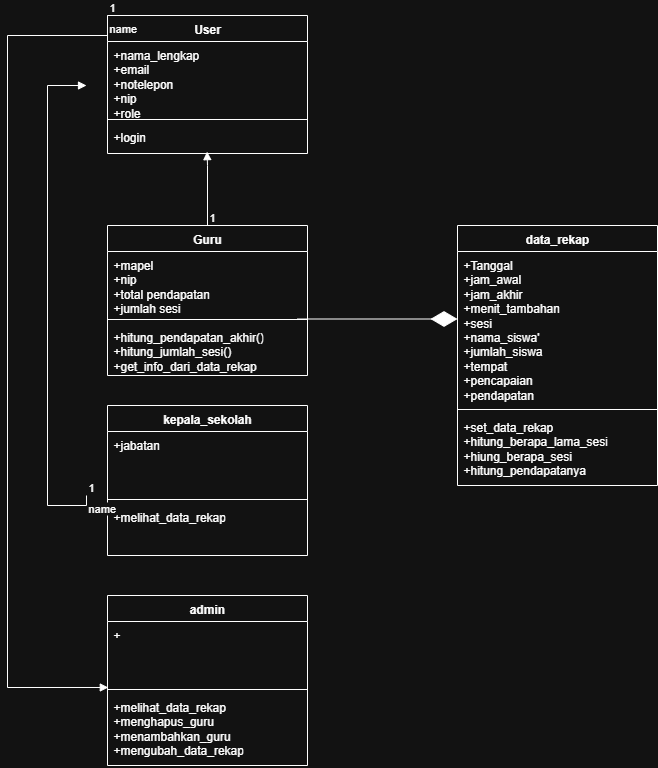 1
name
User
+nama_lengkap
+email
+notelepon
+nip
+role
+login
1
Guru
+mapel
+nip
+total pendapatan
+jumlah sesi
+hitung_pendapatan_akhir()
+hitung_jumlah_sesi()
+get_info_dari_data_rekap
data_rekap
+Tanggal
+jam_awal
+jam_akhir
+menit_tambahan
+sesi
+nama_siswa'
+jumlah_siswa
+tempat
+pencapaian
+pendapatan
+set_data_rekap
+hitung_berapa_lama_sesi
+hiung_berapa_sesi
+hitung_pendapatanya
kepala_sekolah
+jabatan
1
name
+melihat_data_rekap
admin
+
+melihat_data_rekap
+menghapus_guru
+menambahkan_guru
+mengubah_data_rekap